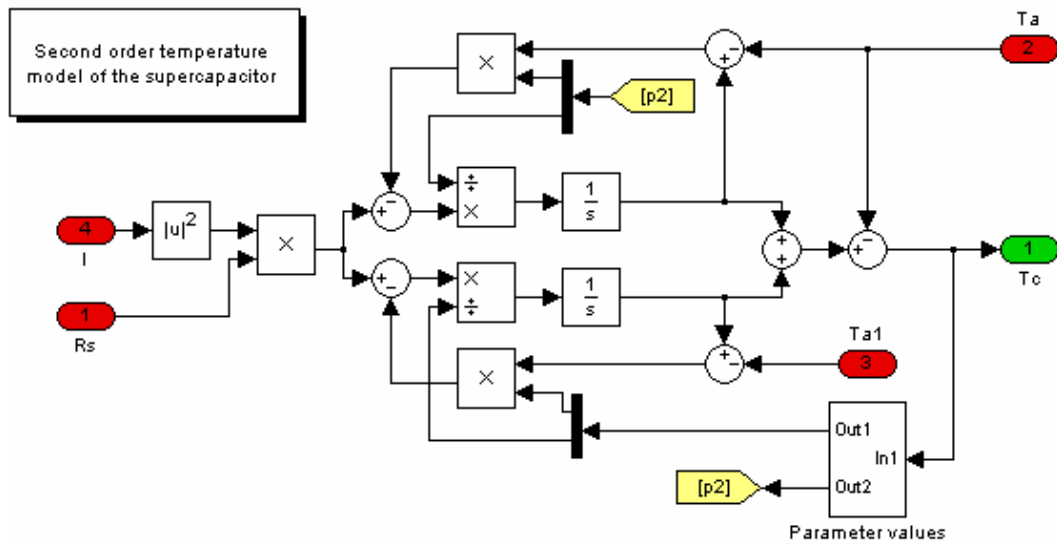 Second order temperature
model of the supercapacitor
Ta
2
×
+ −
[p2]
÷
×
1
s
+ −
4
I
|u|²
×
1
Rs
+
+
+ −
1
Tc
+ −
×
÷
1
s
Ta1
3
+ −
×
Out1
In1
Out2
[p2]
Parameter values